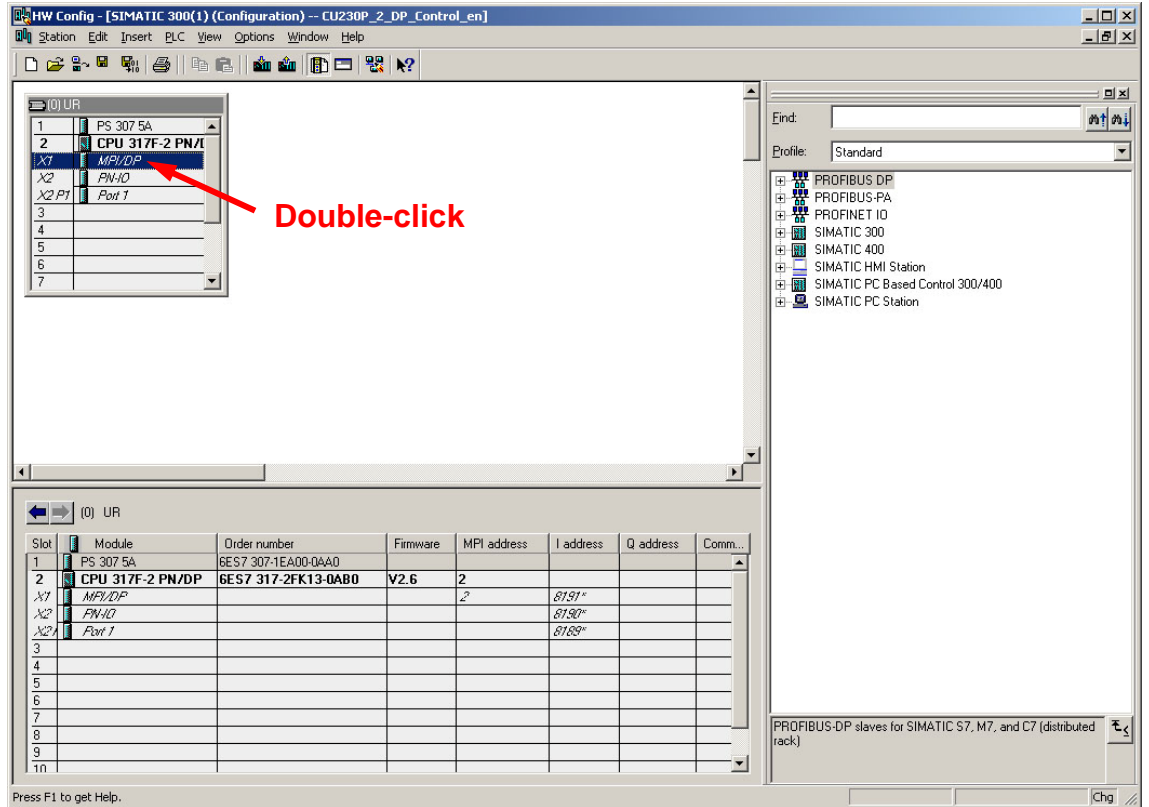 HW Config - [SIMATIC 300(1) (Configuration) -- CU230P_2_DP_Control_en]
Station Edit Insert PLC View Options Window Help
(0) UR
1 PS 307 5A
2 CPU 317F-2 PN/D
X1 MPI/DP
X2 PN-IO
X2 P1 Port 1
3
4
5
6
7
Double-click
Find:
Profile: Standard
PROFIBUS DP
PROFIBUS-PA
PROFINET IO
SIMATIC 300
SIMATIC 400
SIMATIC HMI Station
SIMATIC PC Based Control 300/400
SIMATIC PC Station
(0) UR
Slot Module Order number Firmware MPI address I address Q address Comm...
1 PS 307 5A 6ES7 307-1EA00-0AA0
2 CPU 317F-2 PN/DP 6ES7 317-2FK13-0AB0 V2.6 2
X1 MPI/DP 2 8191*
X2 PN-IO 8190*
X2 Port 1 8189*
3
4
5
6
7
8
9
10
PROFIBUS-DP slaves for SIMATIC S7, M7, and C7 (distributed
rack)
Press F1 to get Help. Chg